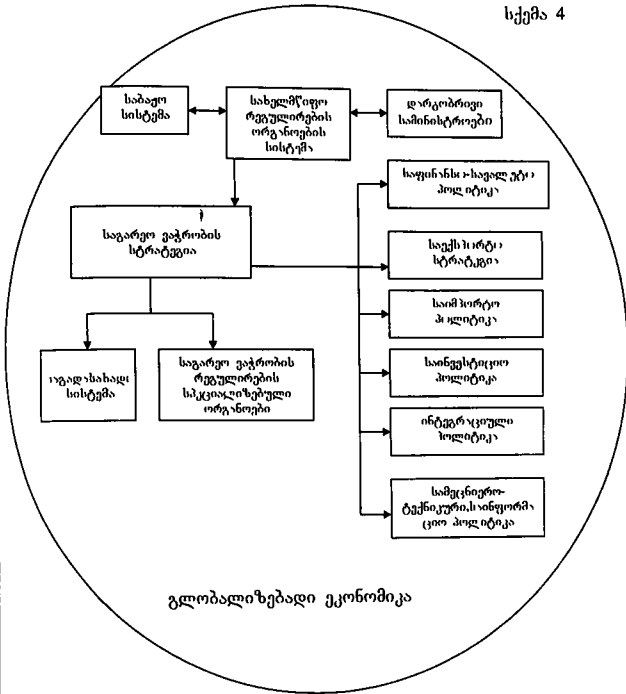 სქემა 4
საბაჟო
სისტემა
სახელმწიფო
რეგულირების
ორგანოების
სისტემა
დარგობრივი
სამინისტროები
საფინანსო-სავალუტო
პოლიტიკა
საგარეო ვაჭრობის
სტრატეგია
საექსპორტო
სტრატეგია
საიმპორტო
პოლიტიკა
საგადასახადო
სისტემა
საგარეო ვაჭრობის
რეგულირების
სპეციალიზებული
ორგანოები
საინვესტიციო
პოლიტიკა
ინტეგრაციული
პოლიტიკა
სამეცნიერო-
ტექნიკური,საინფორმა
ციო პოლიტიკა
გლობალიზებადი ეკონომიკა